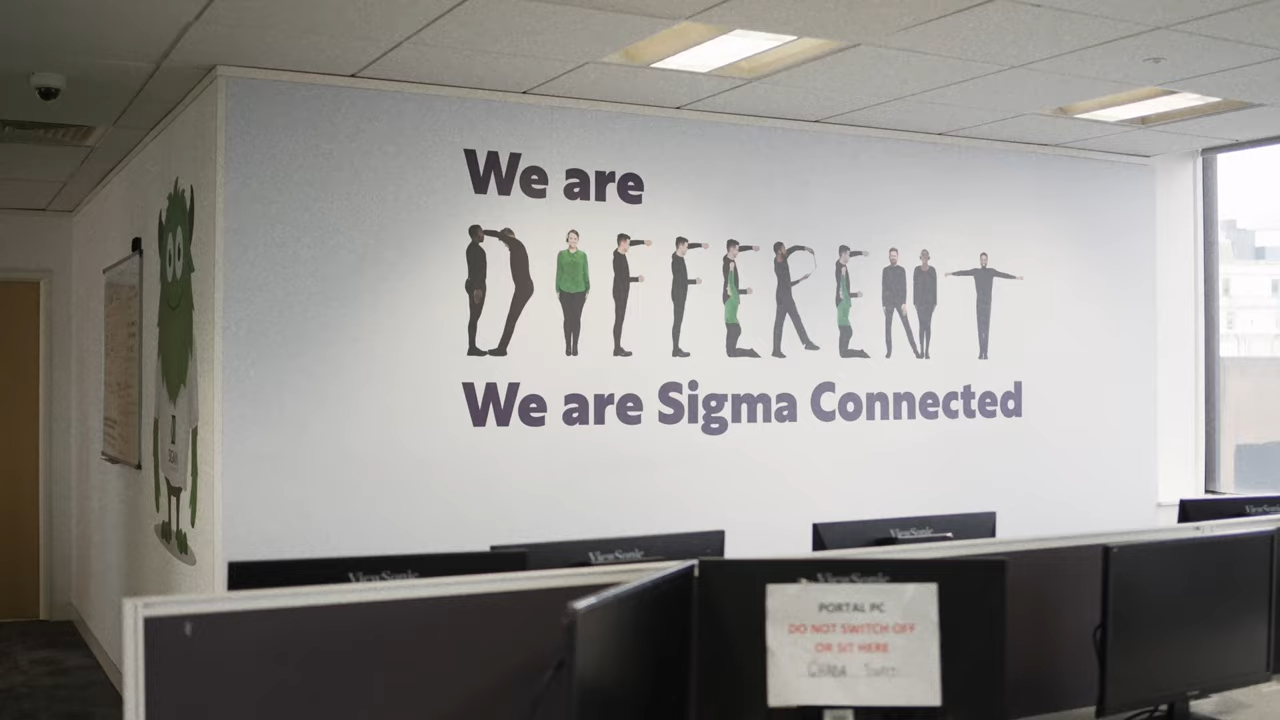 We are
DIFFERENT
We are Sigma Connected
ViewSonic
ViewSonic
ViewSonic
ViewSonic
ViewSonic
PORTAL PC
DO NOT SWITCH OFF
OR SIT HERE